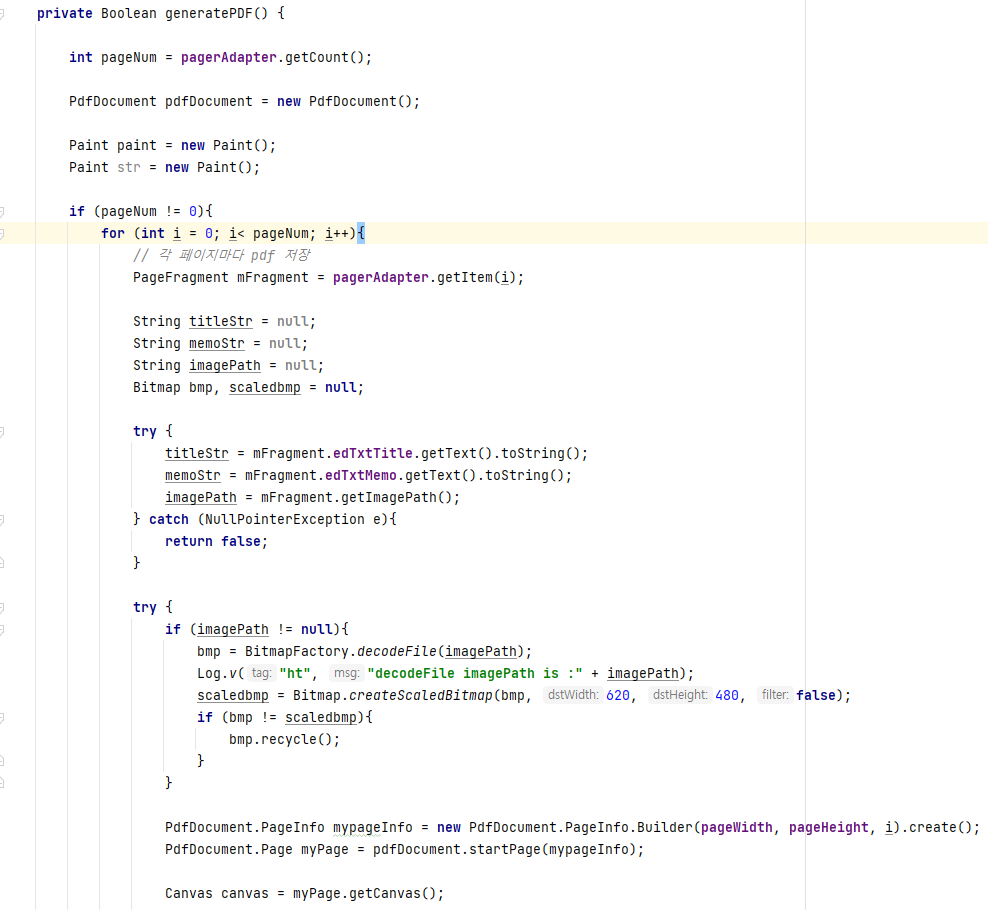 private Boolean generatePDF() {
int pageNum = pagerAdapter.getCount();
PdfDocument pdfDocument = new PdfDocument();
Paint paint = new Paint();
Paint str = new Paint();
if (pageNum != 0){
for (int i = 0; i< pageNum; i++){
// 각 페이지마다 pdf 저장
PageFragment mFragment = pagerAdapter.getItem(i);
String titleStr = null;
String memoStr = null;
String imagePath = null;
Bitmap bmp, scaledbmp = null;
try {
titleStr = mFragment.edTxtTitle.getText().toString();
memoStr = mFragment.edTxtMemo.getText().toString();
imagePath = mFragment.getImagePath();
} catch (NullPointerException e){
return false;
}
try {
if (imagePath != null){
bmp = BitmapFactory.decodeFile(imagePath);
Log.v( tag: "ht", msg: "decodeFile imagePath is :" + imagePath);
scaledbmp = Bitmap.createScaledBitmap(bmp, dstWidth: 620, dstHeight: 480, filter: false);
if (bmp != scaledbmp){
bmp.recycle();
}
}
PdfDocument.PageInfo mypageInfo = new PdfDocument.PageInfo.Builder(pageWidth, pageHeight, i).create();
PdfDocument.Page myPage = pdfDocument.startPage(mypageInfo);
Canvas canvas = myPage.getCanvas();